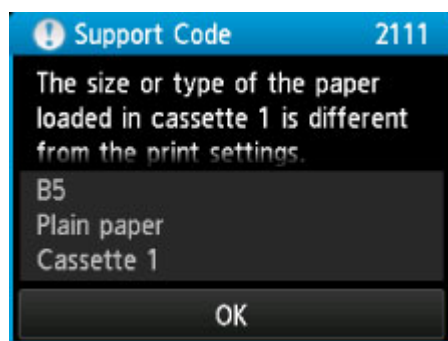 Support Code 2111
The size or type of the paper
loaded in cassette 1 is different
from the print settings.
B5
Plain paper
Cassette 1
OK